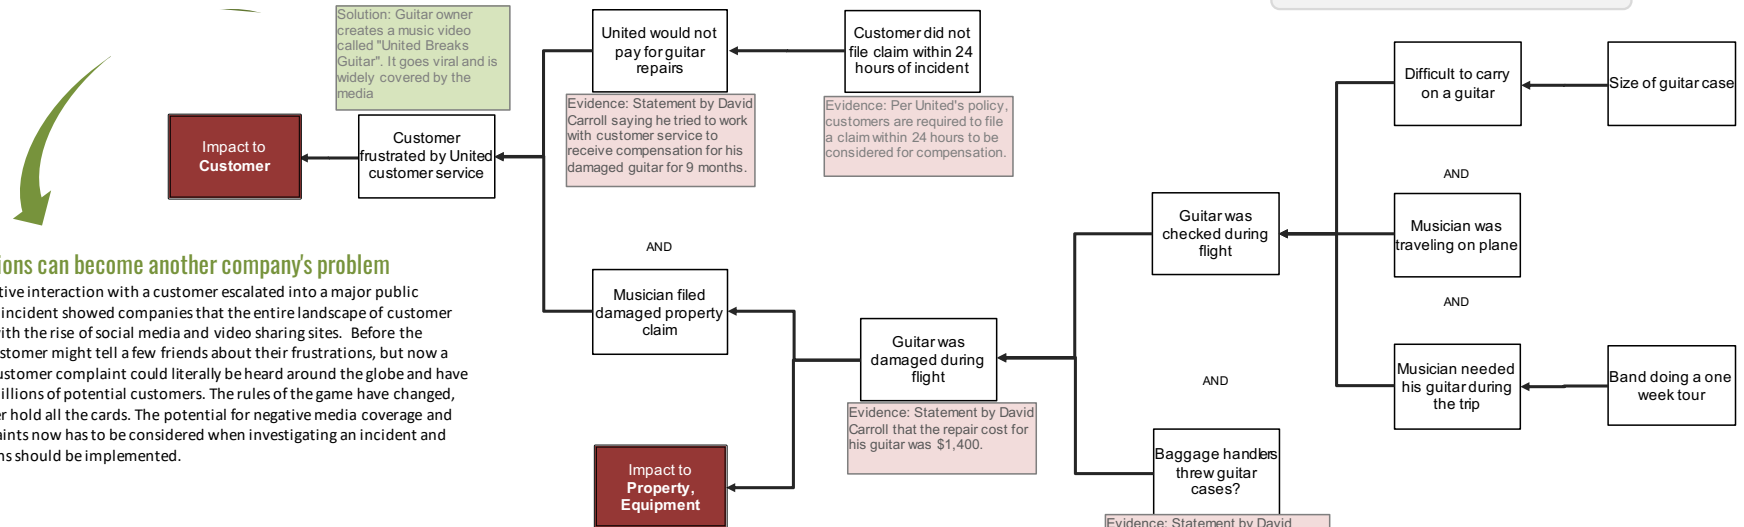 Solution: Guitar owner
creates a music video
called "United Breaks
Guitar". It goes viral and is
widely covered by the
media
United would not
pay for guitar
repairs
Customer did not
file claim within 24
hours of incident
Difficult to carry
on a guitar
Size of guitar case
Evidence: Statement by David
Carroll saying he tried to work
with customer service to
receive compensation for his
damaged guitar for 9 months.
Evidence: Per United's policy,
customers are required to file
a claim within 24 hours to be
considered for compensation.
Impact to
Customer
Customer
frustrated by United
customer service
AND
Guitar was
checked during
flight
Musician was
traveling on plane
AND
AND
Musician filed
damaged property
claim
Guitar was
damaged during
flight
AND
Musician needed
his guitar during
the trip
Band doing a one
week tour
Evidence: Statement by David
Carroll that the repair cost for
his guitar was $1,400.
Impact to
Property,
Equipment
Baggage handlers
threw guitar
cases?
Evidence: Statement by David
ions can become another company's problem
tive interaction with a customer escalated into a major public
incident showed companies that the entire landscape of customer
with the rise of social media and video sharing sites. Before the
stomer might tell a few friends about their frustrations, but now a
ustomer complaint could literally be heard around the globe and have
illions of potential customers. The rules of the game have changed,
er hold all the cards. The potential for negative media coverage and
aints now has to be considered when investigating an incident and
ns should be implemented.